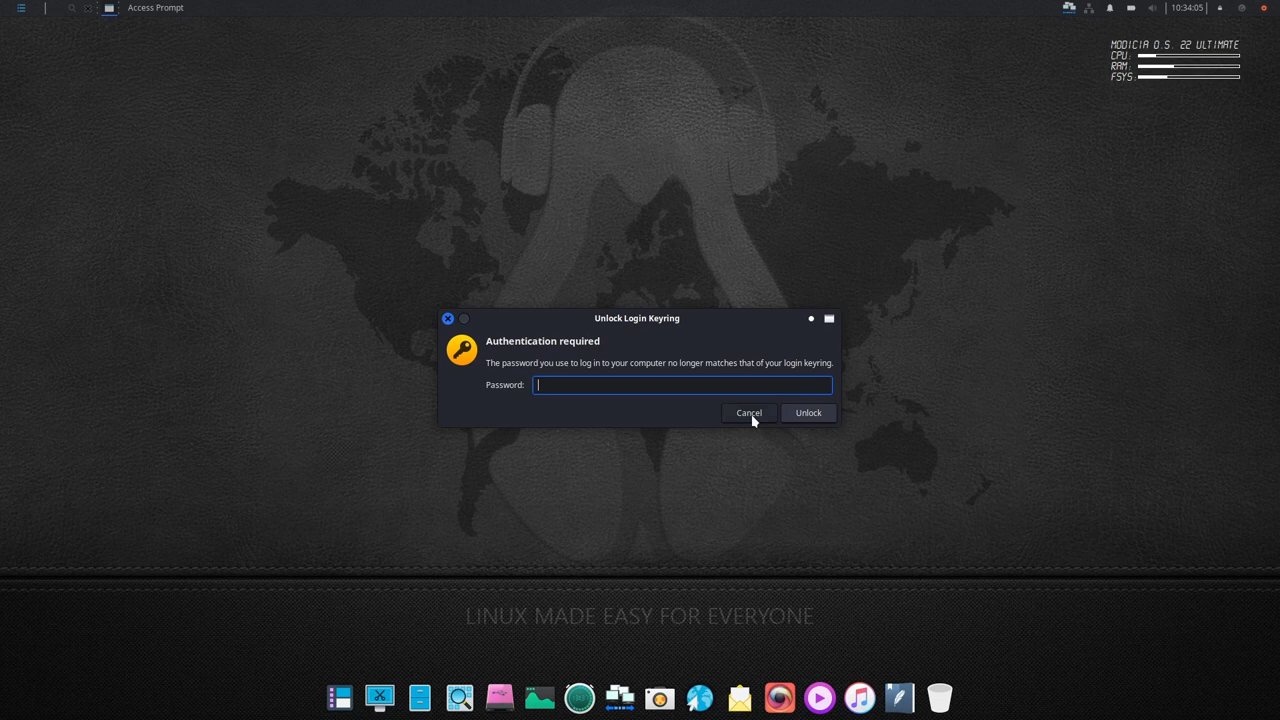 Access Prompt
10:34:05
MODICIA O.S. 22 ULTIMATE
CPU:
RAM:
FSYS:
Unlock Login Keyring
Authentication required
The password you use to log in to your computer no longer matches that of your login keyring.
Password:
Cancel
Unlock
LINUX MADE EASY FOR EVERYONE